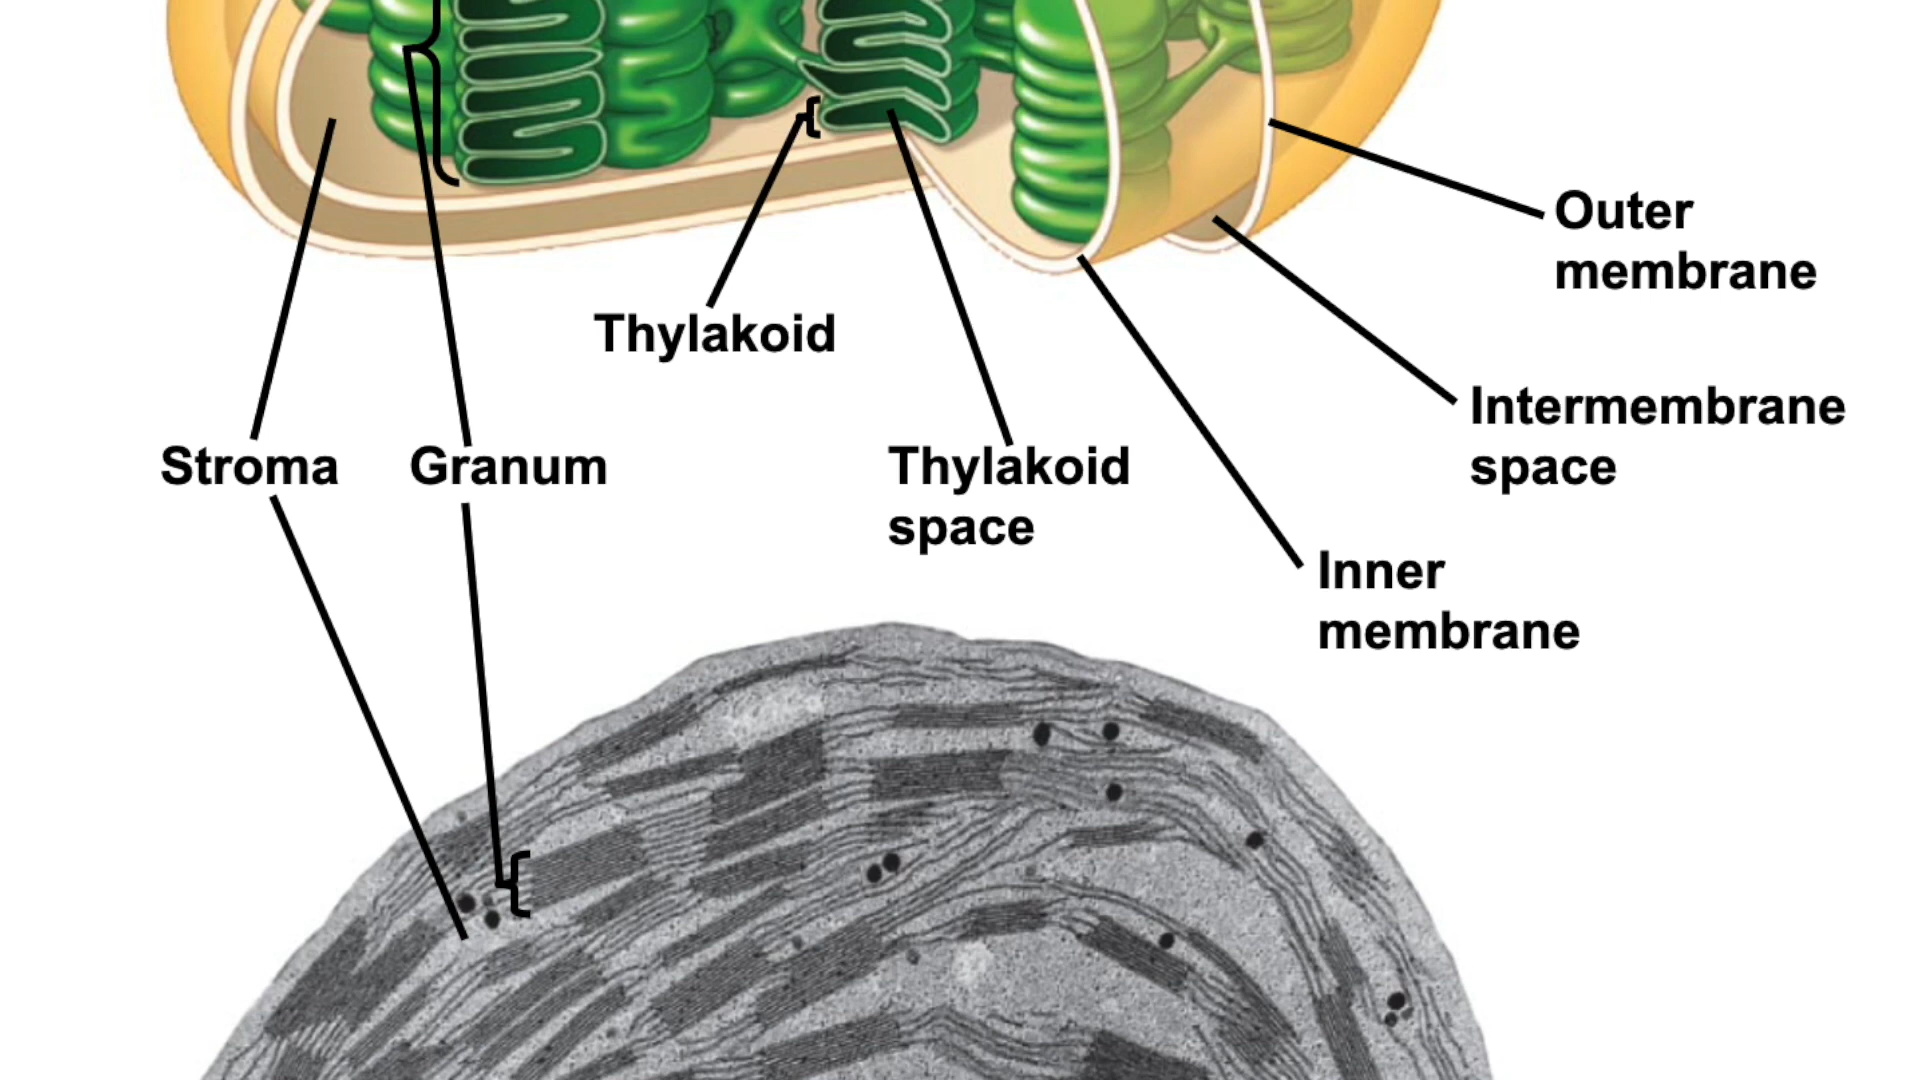 Outer
membrane
Thylakoid
Intermembrane
space
Stroma
Granum
Thylakoid
space
Inner
membrane